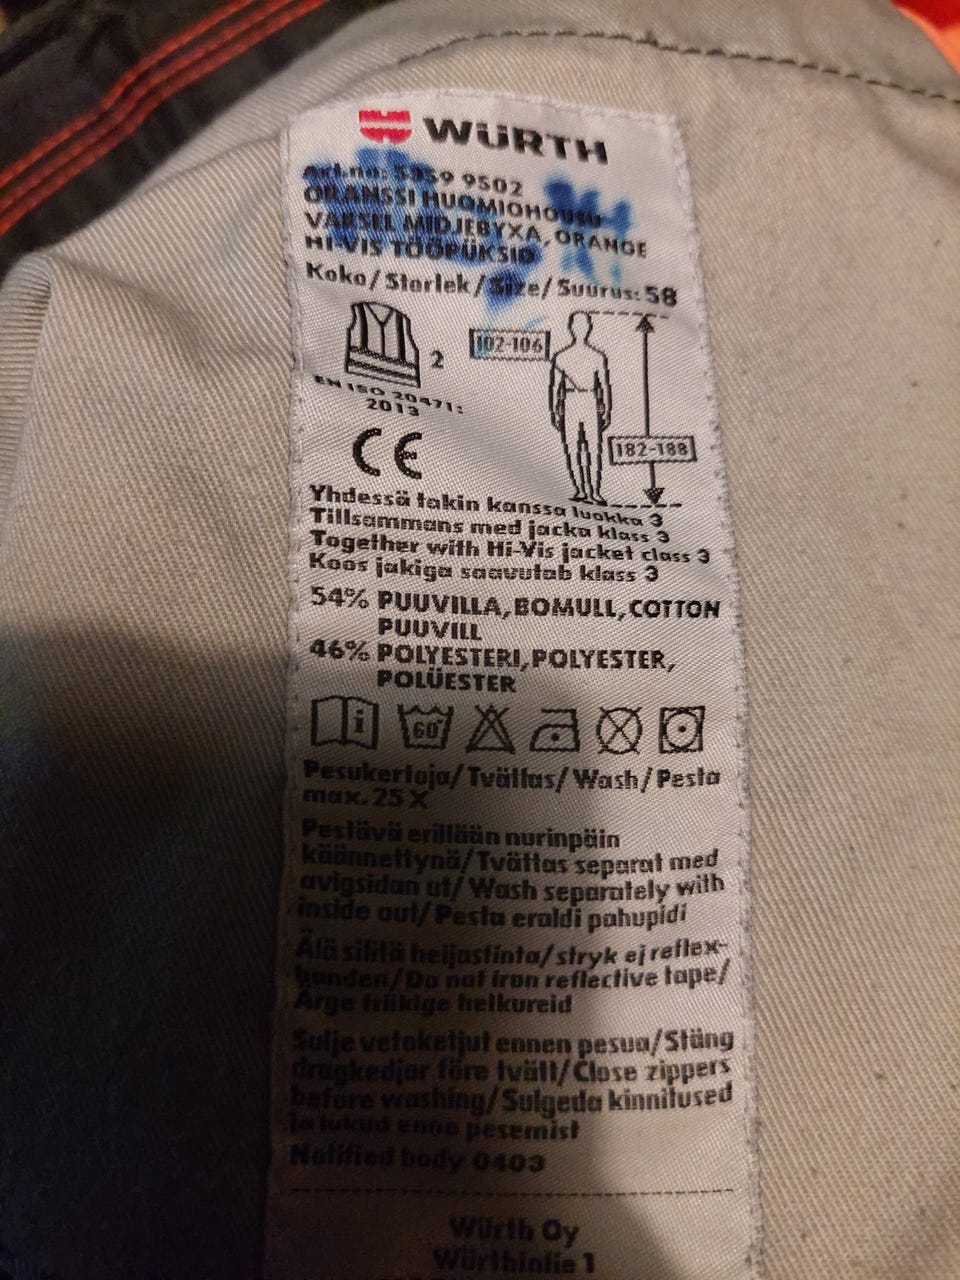 WÜRTH
Art.no: 5359 9502
ORANSSI HUOMIOHOUSU
VARSEL MIDJEBYXA, ORANGE
HI-VIS TÖÖPÜKSID
Koko/Storlek/Size/Suurus: 58
2
102-106
EN ISO 20471:
2013
CE
182-188
Yhdessä takin kanssa luokka 3
Tillsammans med jacka klass 3
Together with Hi-Vis jacket class 3
Koos jakiga saavutab klass 3
54% PUUVILLA, BOMULL, COTTON
PUUVILL
46% POLYESTERI, POLYESTER,
POLÜESTER
i 60
Pesukertoja/Tvättas/Wash/Pesta
max. 25 X
Pestävä erillään nurinpäin
käännettynä/Tvättas separat med
avigsidan ut/Wash separately with
inside out/Pesta eraldi pahupidi
Älä silitä heijastinta/stryk ej reflex-
banden/Do not iron reflective tape/
Ärge triikige helkureid
Sulje vetoketjut ennen pesua/Stäng
dragkedjor före tvätt/Close zippers
before washing/Sulgeda kinnitused
ja lukud enne pesemist
Notified body 0403
Würth Oy
Würthintie 1